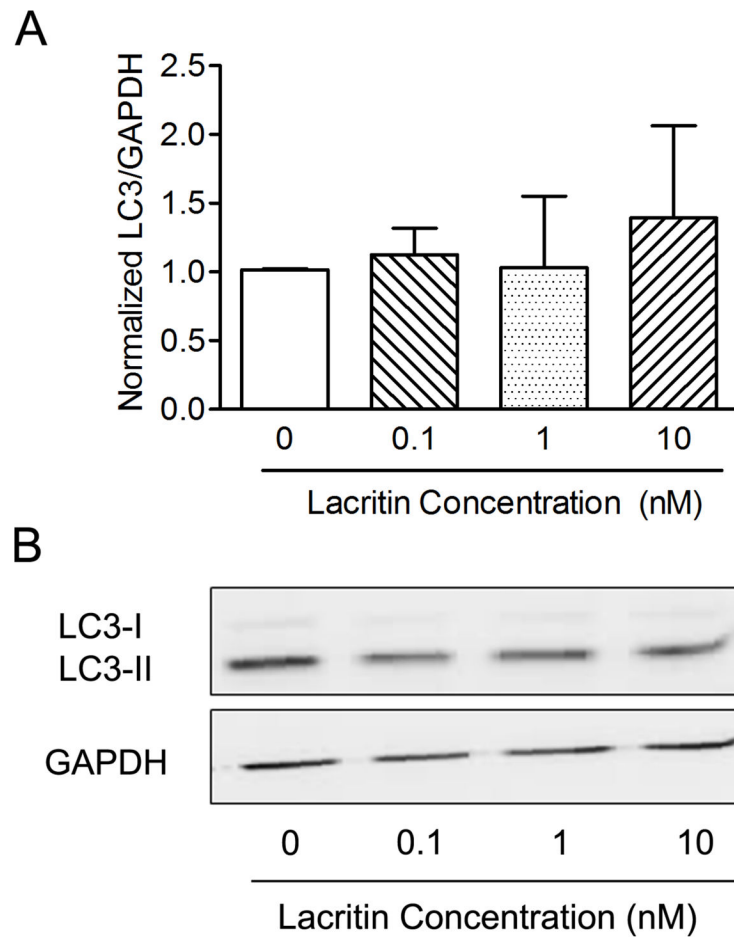 A
Normalized LC3/GAPDH
2.5
2.0
1.5
1.0
0.5
0.0
0 0.1 1 10
Lacritin Concentration (nM)
B
LC3-I
LC3-II
GAPDH
0 0.1 1 10
Lacritin Concentration (nM)